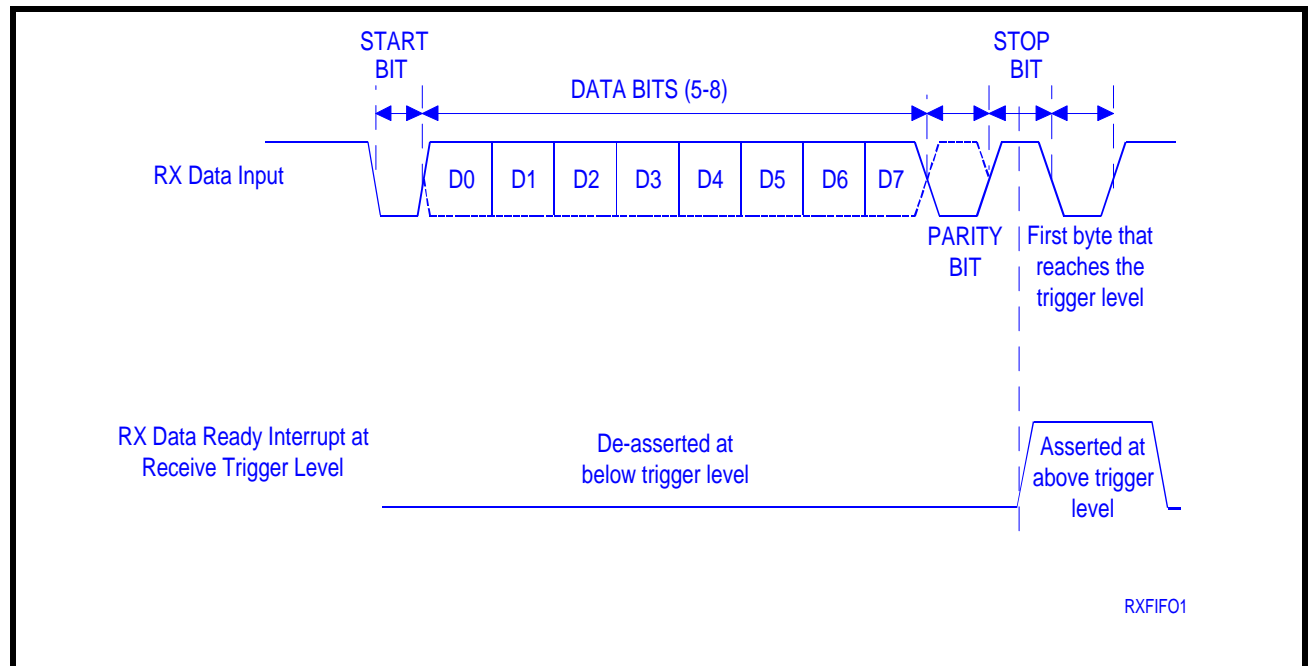 START
BIT
STOP
BIT
DATA BITS (5-8)
RX Data Input
D0 D1 D2 D3 D4 D5 D6 D7
PARITY
BIT
First byte that
reaches the
trigger level
RX Data Ready Interrupt at
Receive Trigger Level
De-asserted at
below trigger level
Asserted at
above trigger
level
RXFIFO1